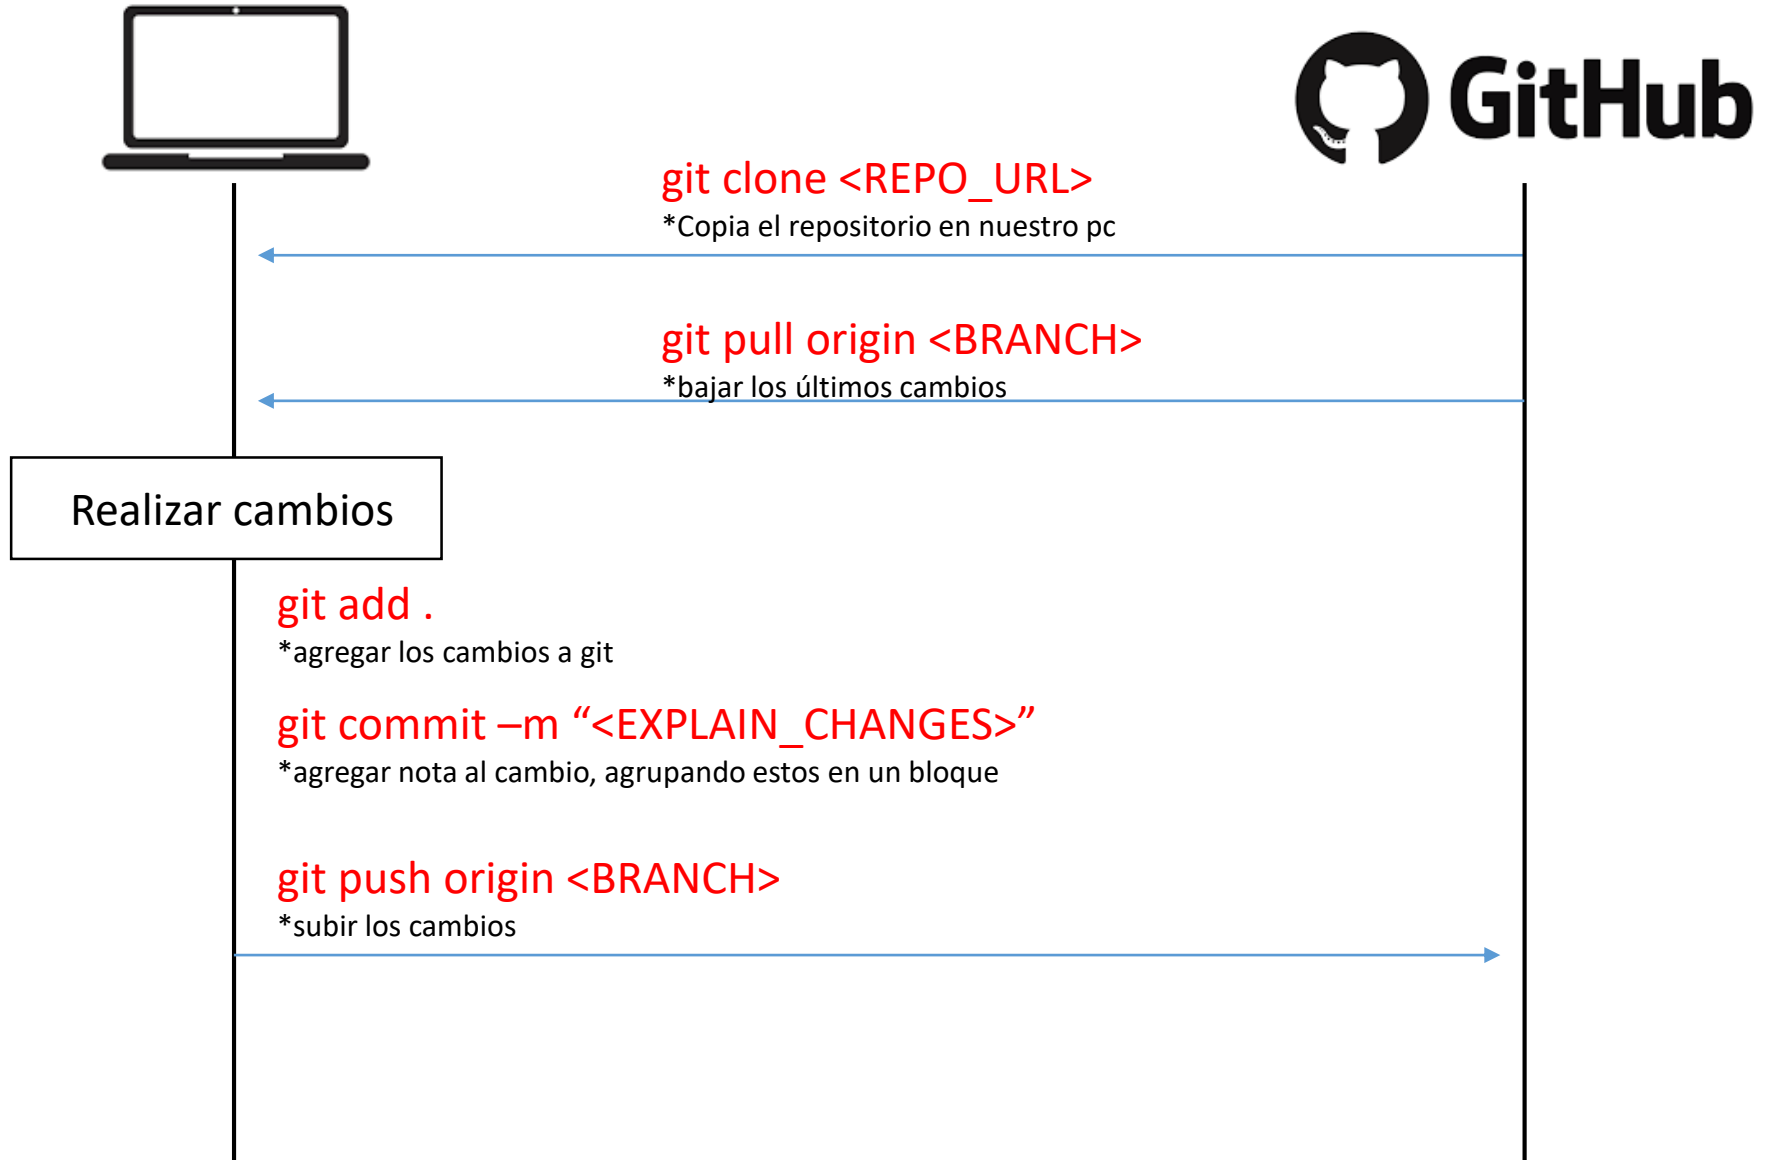 GitHub
git clone <REPO_URL>
*Copia el repositorio en nuestro pc
git pull origin <BRANCH>
*bajar los últimos cambios
Realizar cambios
git add .
*agregar los cambios a git
git commit –m “<EXPLAIN_CHANGES>”
*agregar nota al cambio, agrupando estos en un bloque
git push origin <BRANCH>
*subir los cambios